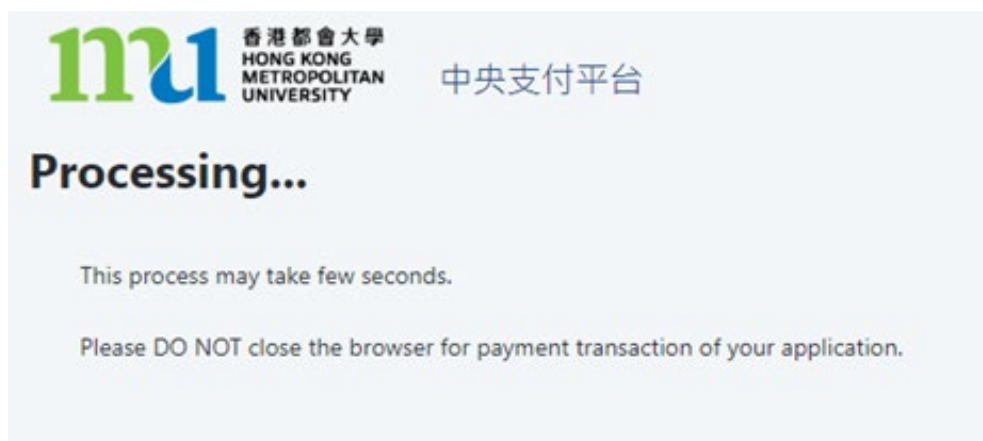 mu
香港都會大學
HONG KONG
METROPOLITAN
UNIVERSITY
中央支付平台
Processing...
This process may take few seconds.
Please DO NOT close the browser for payment transaction of your application.